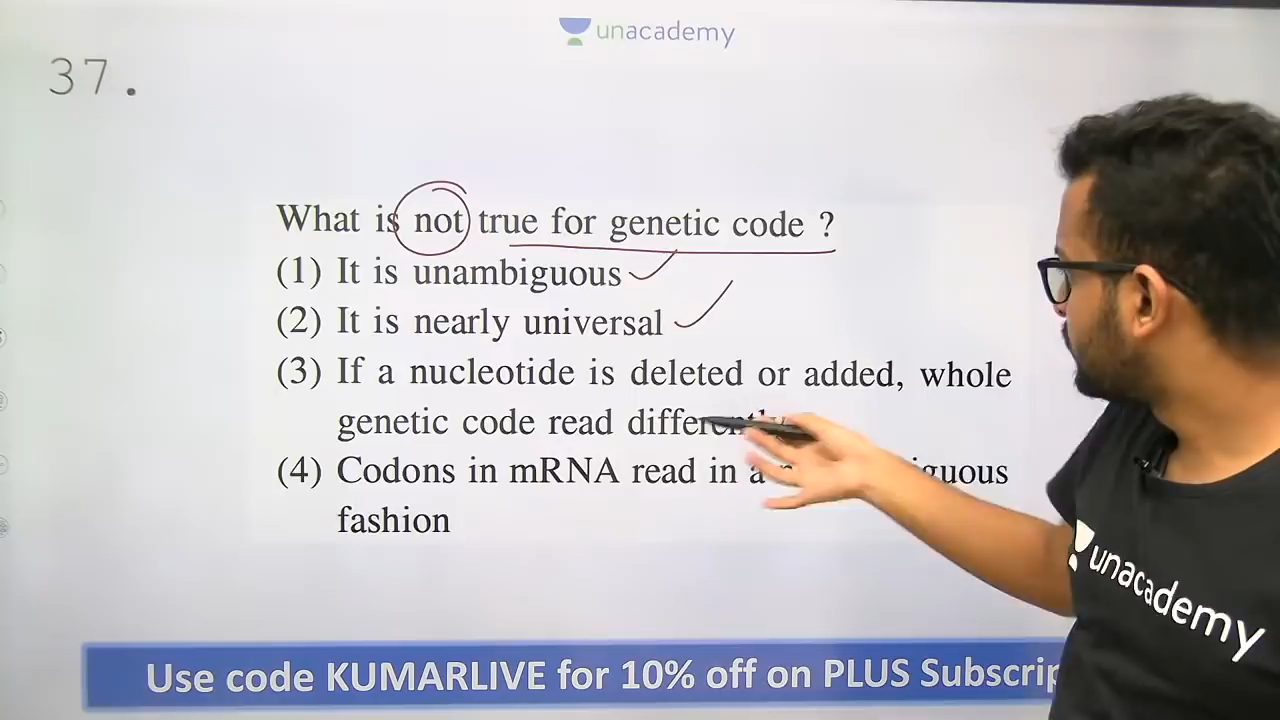 unacademy
37.
What is not true for genetic code ?
(1) It is unambiguous
(2) It is nearly universal
(3) If a nucleotide is deleted or added, whole
genetic code read differently
(4) Codons in mRNA read in a
fashion
unacademy
Use code KUMARLIVE for 10% off on PLUS